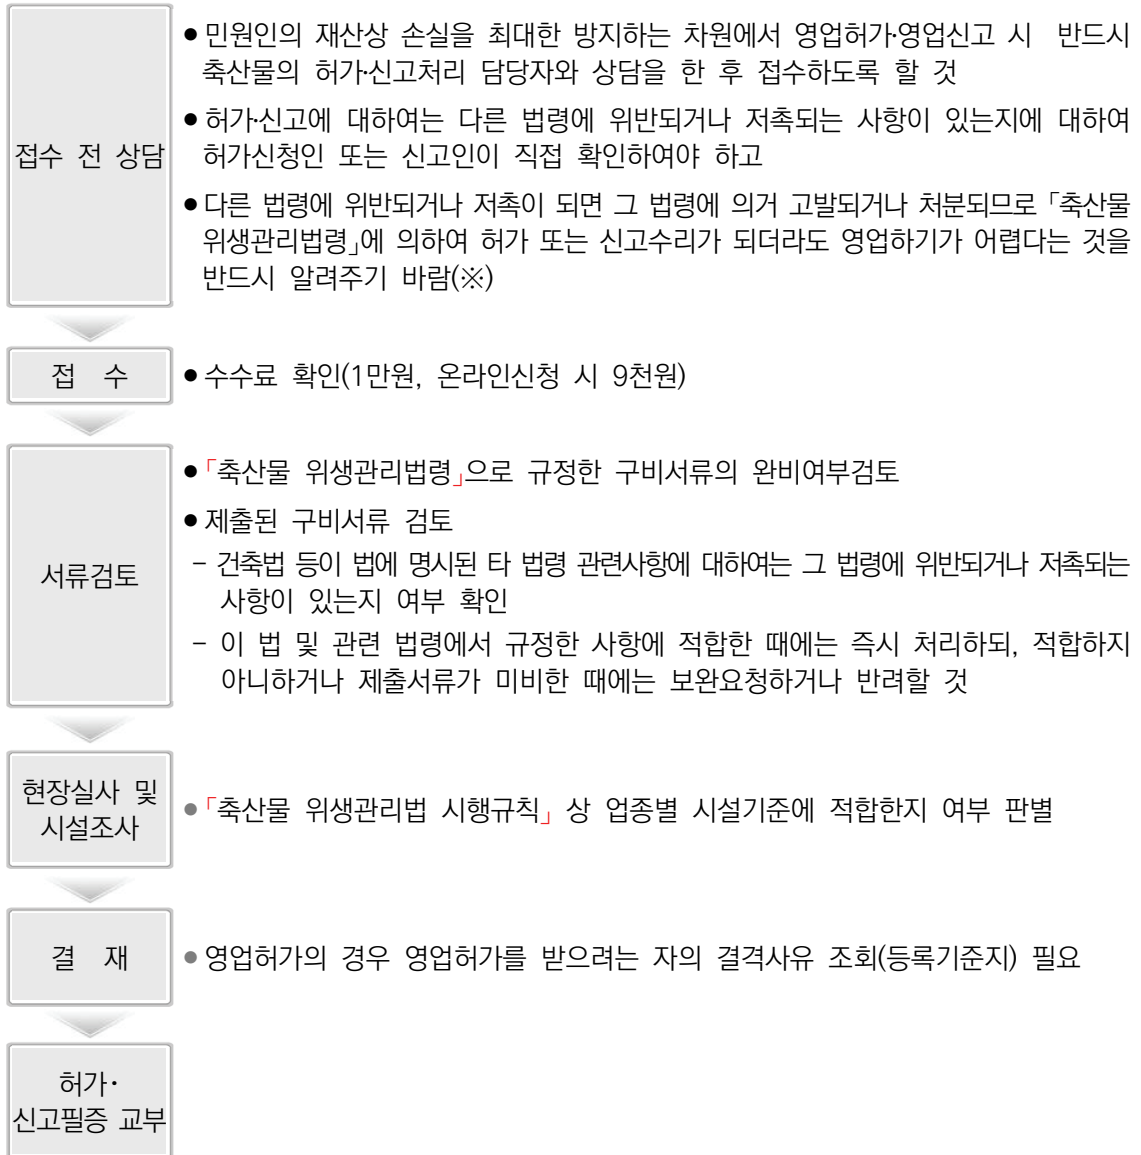 접수 전 상담
● 민원인의 재산상 손실을 최대한 방지하는 차원에서 영업허가·영업신고 시 반드시
축산물의 허가·신고처리 담당자와 상담을 한 후 접수하도록 할 것
● 허가·신고에 대하여는 다른 법령에 위반되거나 저촉되는 사항이 있는지에 대하여
허가신청인 또는 신고인이 직접 확인하여야 하고
● 다른 법령에 위반되거나 저촉이 되면 그 법령에 의거 고발되거나 처분되므로 「축산물
위생관리법령」에 의하여 허가 또는 신고수리가 되더라도 영업하기가 어렵다는 것을
반드시 알려주기 바람(※)
접 수
● 수수료 확인(1만원, 온라인신청 시 9천원)
서류검토
● 「축산물 위생관리법령」으로 규정한 구비서류의 완비여부검토
● 제출된 구비서류 검토
- 건축법 등이 법에 명시된 타 법령 관련사항에 대하여는 그 법령에 위반되거나 저촉되는
사항이 있는지 여부 확인
- 이 법 및 관련 법령에서 규정한 사항에 적합한 때에는 즉시 처리하되, 적합하지
아니하거나 제출서류가 미비한 때에는 보완요청하거나 반려할 것
현장실사 및
시설조사
● 「축산물 위생관리법 시행규칙」 상 업종별 시설기준에 적합한지 여부 판별
결 재
● 영업허가의 경우 영업허가를 받으려는 자의 결격사유 조회(등록기준지) 필요
허가·
신고필증 교부